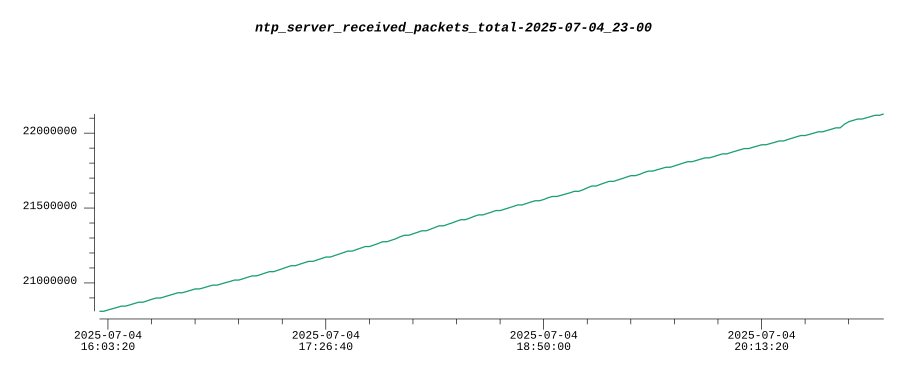 ntp_server_received_packets_total-2025-07-04_23-00
22000000
21500000
21000000
2025-07-04 2025-07-04 2025-07-04 2025-07-04
16:03:20 17:26:40 18:50:00 20:13:20